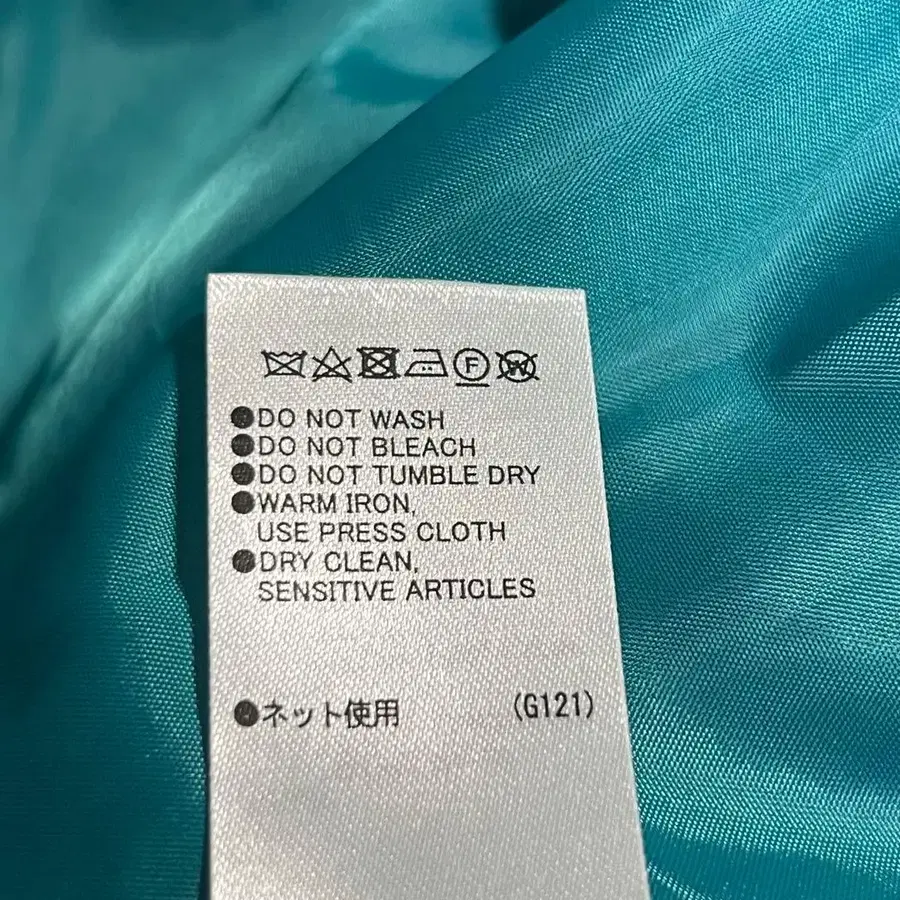 F W
●DO NOT WASH
●DO NOT BLEACH
●DO NOT TUMBLE DRY
●WARM IRON,
USE PRESS CLOTH
●DRY CLEAN,
SENSITIVE ARTICLES
●ネット使用 (G121)